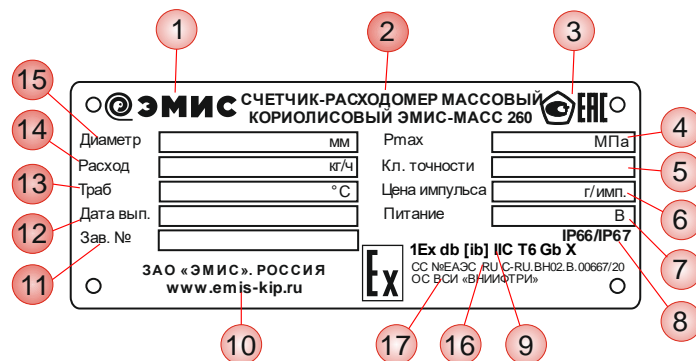 1
2
3
15
ЭМИС
СЧЕТЧИК-РАСХОДОМЕР МАССОВЫЙ
КОРИОЛИСОВЫЙ ЭМИС-МАСС 260
ЕАС
14
Диаметр
мм
Pmax
МПа
4
Расход
кг/ч
Кл. точности
5
13
Траб
°С
Цена импульса
г/имп.
6
12
Дата вып.
Питание
В
7
11
Зав. №
IP66/IP67
8
Ex
1Ex db [ib] IIC T6 Gb X
ЗАО «ЭМИС». РОССИЯ
СС №ЕАЭС RU С-RU.ВН02.В.00667/20
www.emis-kip.ru
ОС ВСИ «ВНИИФТРИ»
10
17
16
9